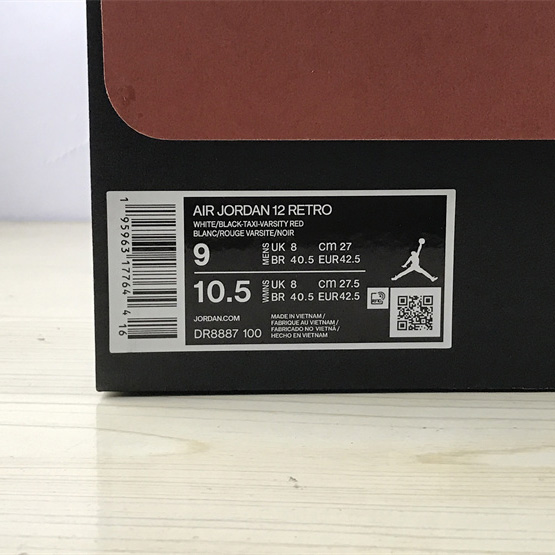 AIR JORDAN 12 RETRO
WHITE/BLACK-TAXI-VARSITY RED
BLANC/ROUGE VARSITE/NOIR
9 MENS UK 8 cm 27
BR 40.5 EUR 42.5
10.5 WMNS UK 8 cm 27.5
BR 40.5 EUR 42.5
JORDAN.COM
DR8887 100
MADE IN VIETNAM /
FABRIQUE AU VIETNAM /
FABRICADO NO VIETNÃ /
HECHO EN VIETNAM
1 95963 17764 4 16